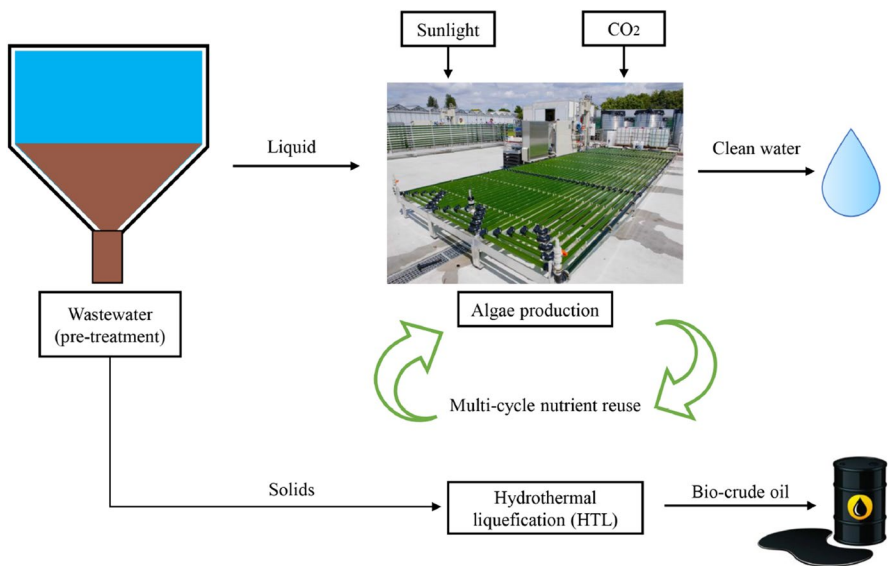 Sunlight
CO2
Liquid
Clean water
Wastewater
(pre-treatment)
Algae production
Multi-cycle nutrient reuse
Solids
Hydrothermal
liquefication (HTL)
Bio-crude oil